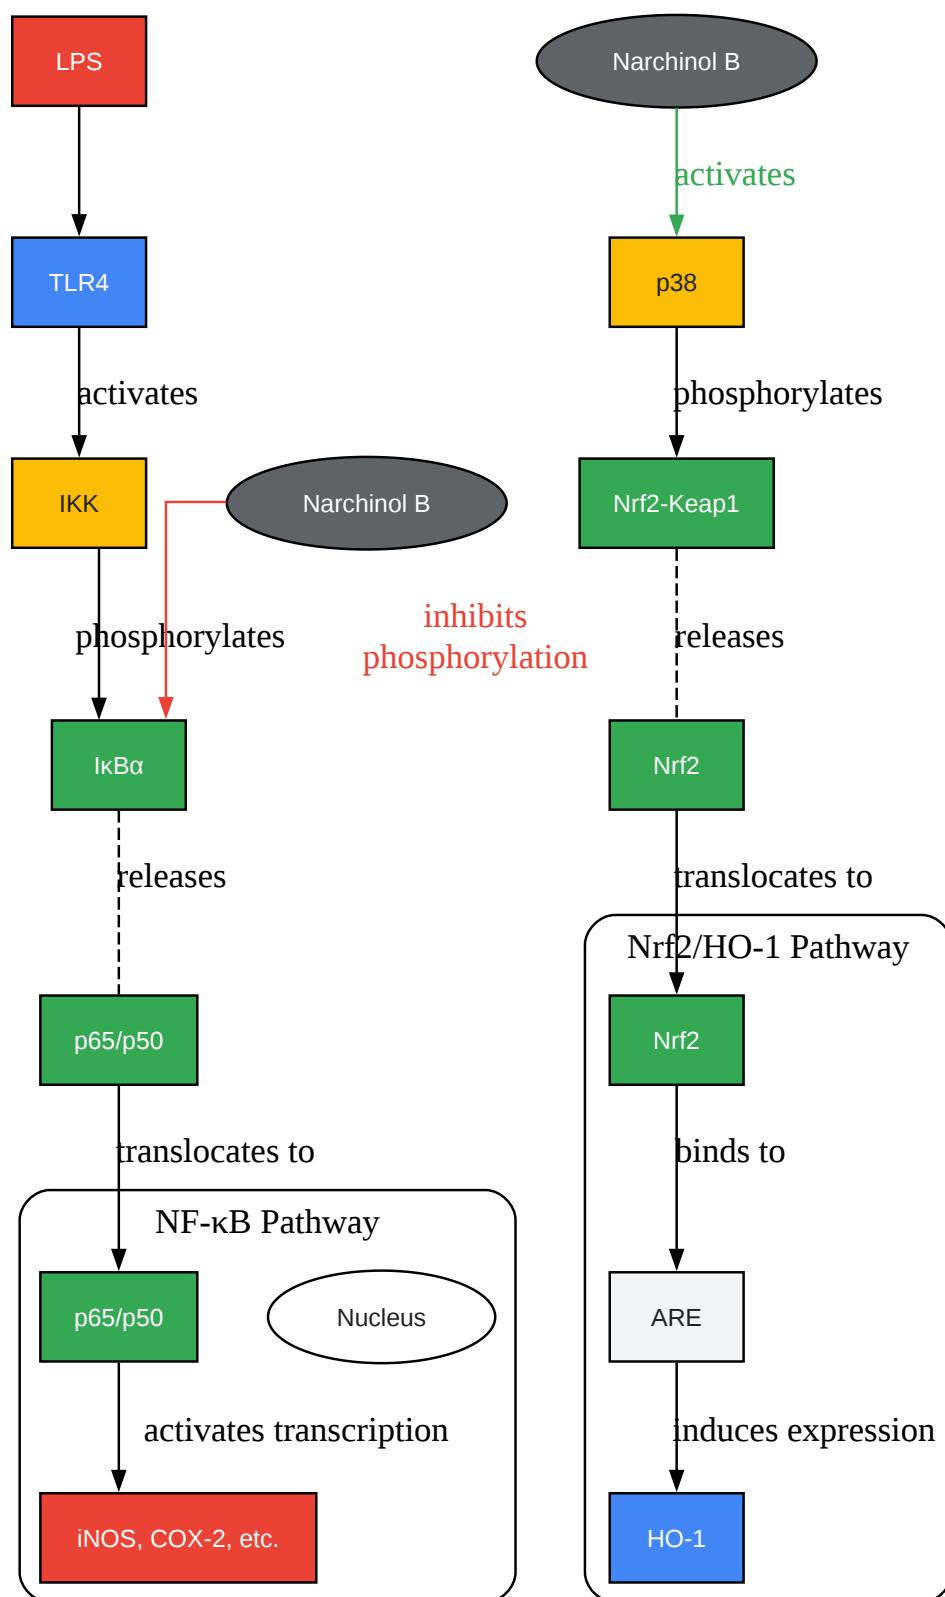 LPS
Narchinol B
activates
TLR4
p38
activates
phosphorylates
IKK
Narchinol B
Nrf2-Keap1
phosphorylates
inhibits
phosphorylation
releases
IκBα
Nrf2
releases
translocates to
Nrf2/HO-1 Pathway
p65/p50
Nrf2
translocates to
binds to
NF-κB Pathway
p65/p50
Nucleus
ARE
activates transcription
induces expression
iNOS, COX-2, etc.
HO-1